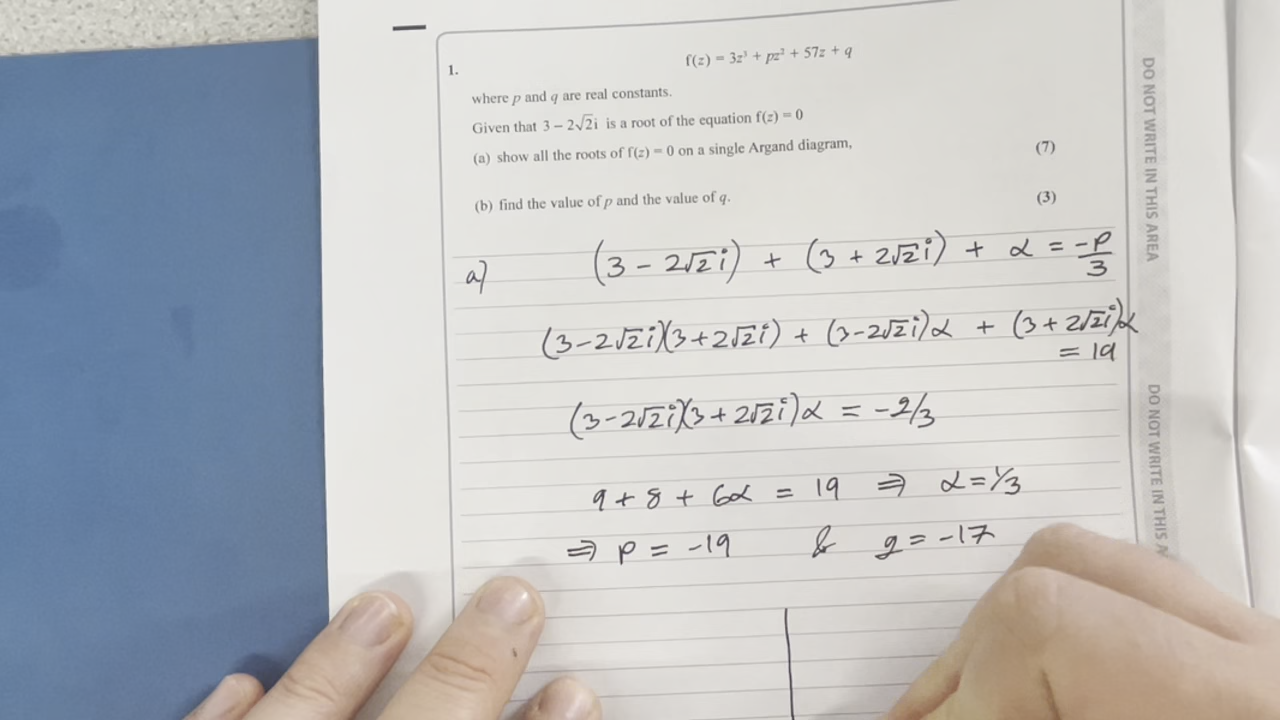 1.
f(z) = 3z³ + pz² + 57z + q
where p and q are real constants.
Given that 3 – 2√2i is a root of the equation f(z) = 0
(a) show all the roots of f(z) = 0 on a single Argand diagram,
(7)
(b) find the value of p and the value of q.
(3)
a) (3 - 2√2i) + (3 + 2√2i) + α = -p/3
(3-2√2i)(3+2√2i) + (3-2√2i)α + (3+2√2i)α
= 19
(3-2√2i)(3+2√2i)α = -q/3
9 + 8 + 6α = 19 ⇒ α = 1/3
⇒ p = -19 & q = -17
DO NOT WRITE IN THIS AREA
DO NOT WRITE IN THIS A